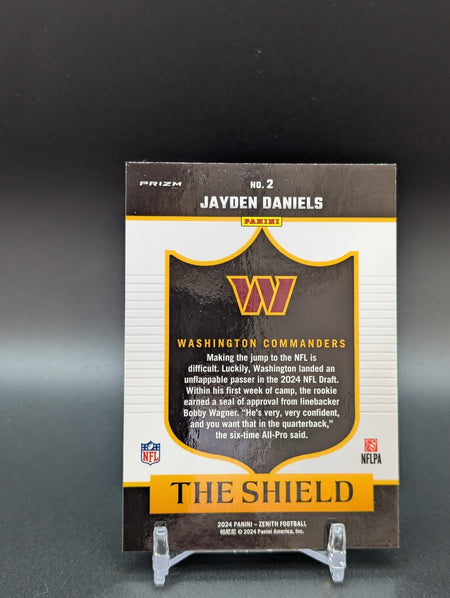 PRIZM
NO. 2
JAYDEN DANIELS
PANINI
W
WASHINGTON COMMANDERS
Making the jump to the NFL is
difficult. Luckily, Washington landed an
unflappable passer in the 2024 NFL Draft.
Within his first week of camp, the rookie
earned a seal of approval from linebacker
Bobby Wagner. “He’s very, very confident,
and you want that in the quarterback,”
the six-time All-Pro said.
NFL
NFLPA
THE SHIELD
2024 PANINI – ZENITH FOOTBALL
© 2024 Panini America, Inc.